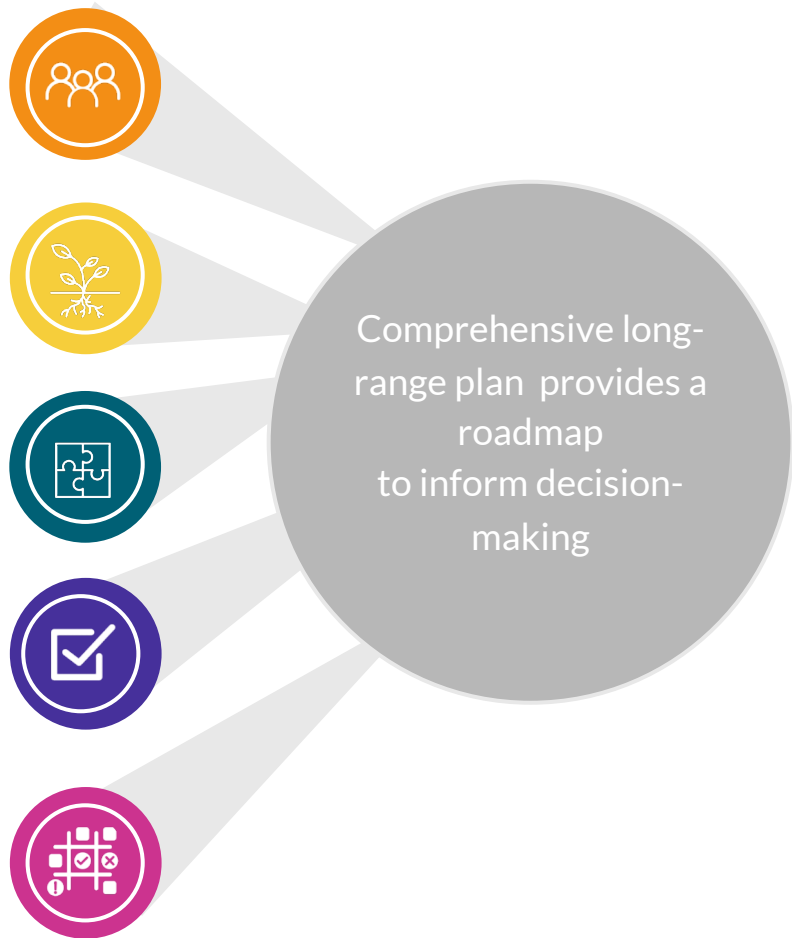 Comprehensive long-
range plan  provides a
roadmap
to inform decision-
making